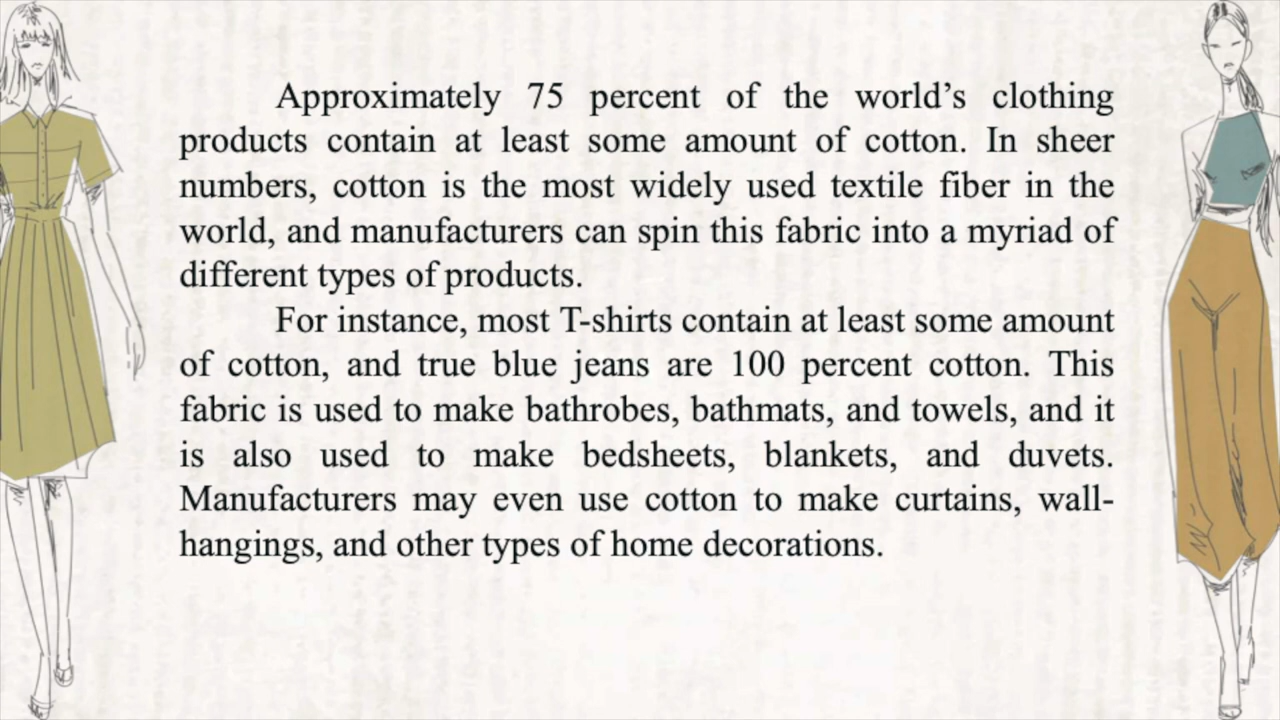 Approximately 75 percent of the world’s clothing
products contain at least some amount of cotton. In sheer
numbers, cotton is the most widely used textile fiber in the
world, and manufacturers can spin this fabric into a myriad of
different types of products.
For instance, most T-shirts contain at least some amount
of cotton, and true blue jeans are 100 percent cotton. This
fabric is used to make bathrobes, bathmats, and towels, and it
is also used to make bedsheets, blankets, and duvets.
Manufacturers may even use cotton to make curtains, wall-
hangings, and other types of home decorations.